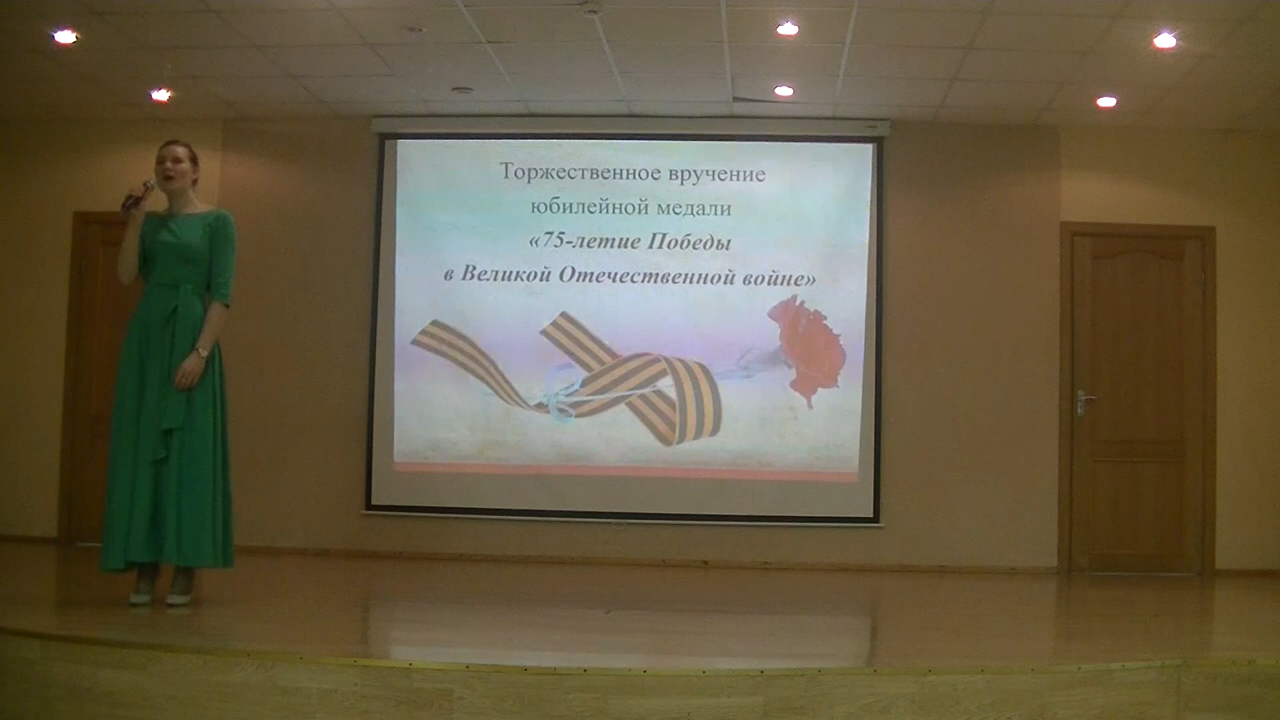 Торжественное вручение
юбилейной медали
«75-летие Победы
в Великой Отечественной войне»